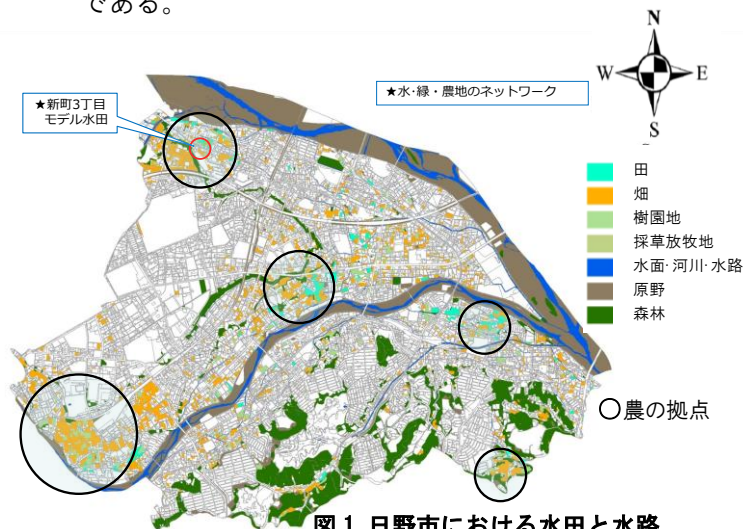 である。
N
W
E
S
★新町3丁目
モデル水田
★水・緑・農地のネットワーク
田
畑
樹園地
採草放牧地
水面・河川・水路
原野
森林
○農の拠点
図1 日野市における水田と水路